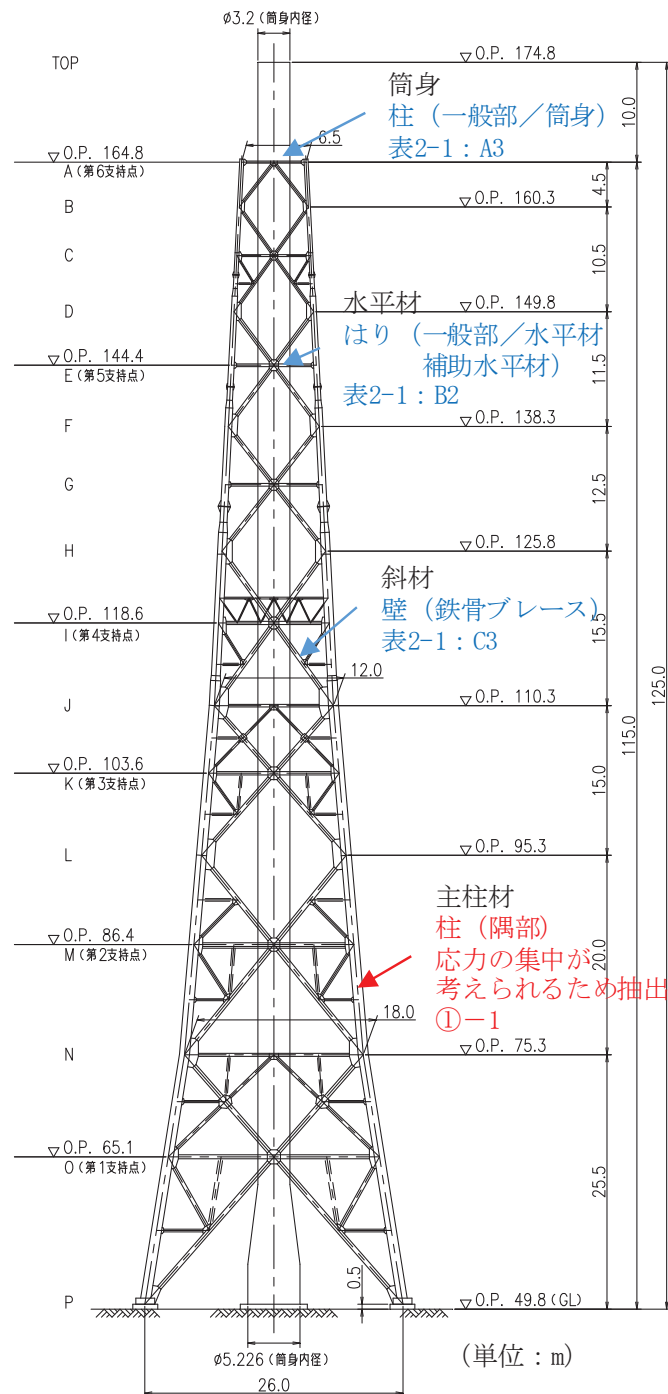 φ3.2(筒身内径)
TOP
▽O.P. 174.8
筒身
柱（一般部／筒身）
表2-1：A3
6.5
10.0
▽O.P. 164.8
A(第6支持点)
4.5
B
▽O.P. 160.3
C
10.5
D
▽O.P. 149.8
水平材
はり（一般部／水平材
補助水平材）
表2-1：B2
▽O.P. 144.4
E(第5支持点)
11.5
F
▽O.P. 138.3
G
12.5
H
▽O.P. 125.8
斜材
壁（鉄骨ブレース）
表2-1：C3
▽O.P. 118.6
I(第4支持点)
15.5
12.0
125.0
115.0
J
▽O.P. 110.3
▽O.P. 103.6
K(第3支持点)
15.0
L
▽O.P. 95.3
主柱材
柱（隅部）
応力の集中が
考えられるため抽出
①－1
▽O.P. 86.4
M(第2支持点)
20.0
18.0
N
▽O.P. 75.3
▽O.P. 65.1
O(第1支持点)
25.5
0.5
P
▽O.P. 49.8(GL)
φ5.226(筒身内径)
(単位：m)
26.0